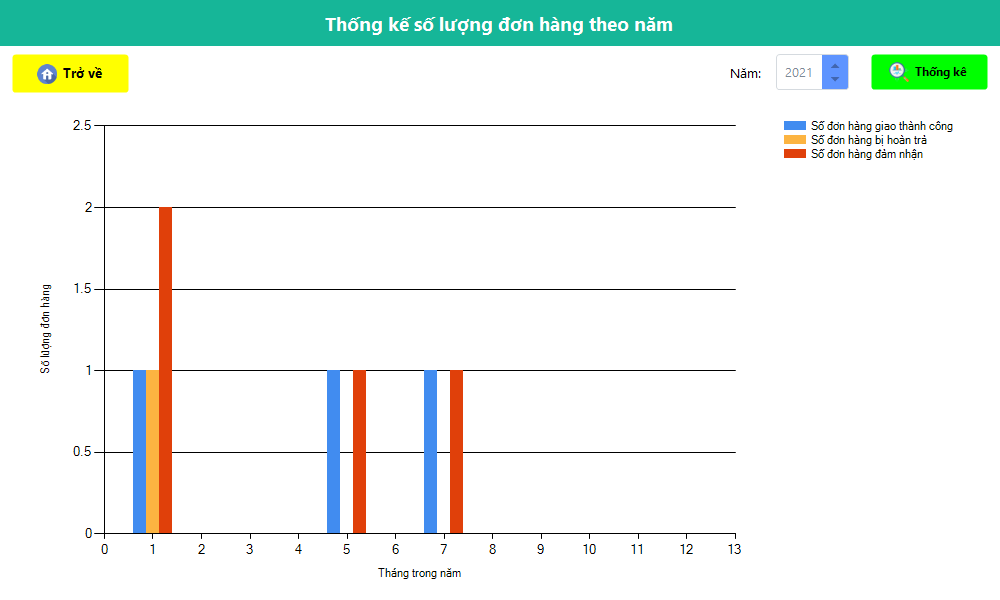 Thống kế số lượng đơn hàng theo năm
Trở về
Năm:
2021
Thống kê
Số đơn hàng giao thành công
Số đơn hàng bị hoàn trả
Số đơn hàng đảm nhận
Số lượng đơn hàng
2.5
2
1.5
1
0.5
0
0 1 2 3 4 5 6 7 8 9 10 11 12 13
Tháng trong năm